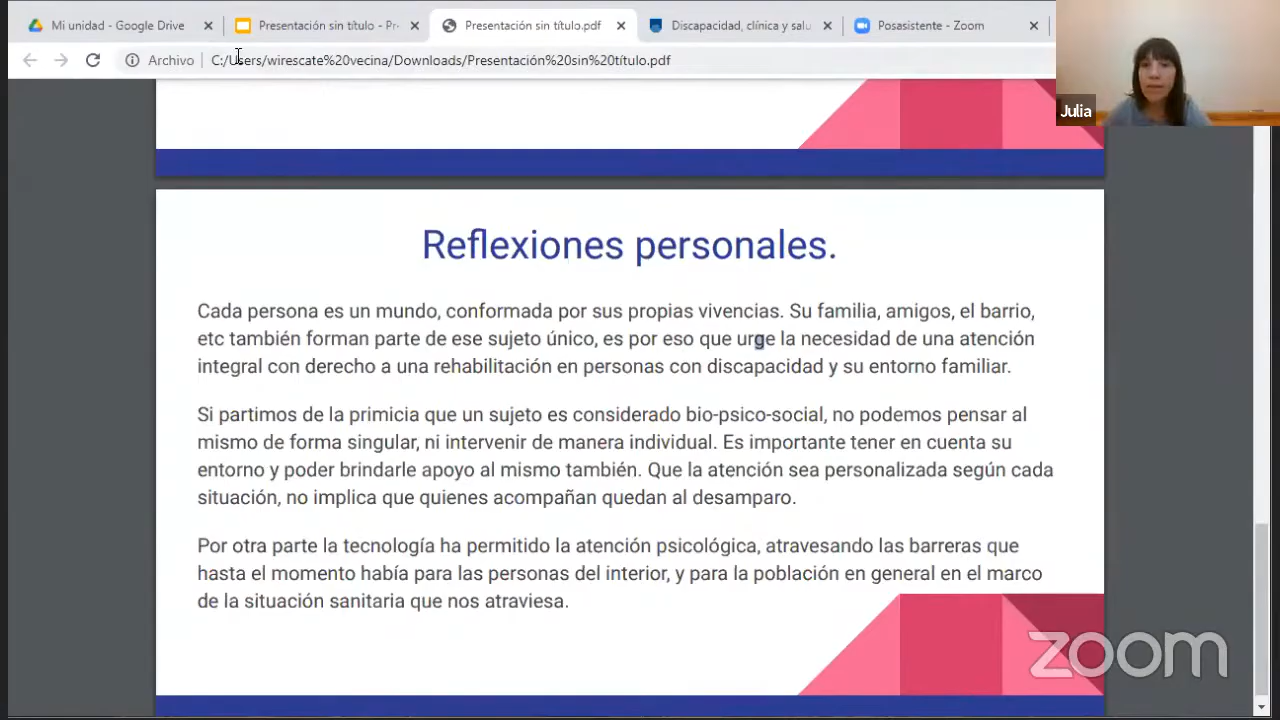 Mi unidad - Google Drive
Presentación sin título - Pr
Presentación sin título.pdf
Discapacidad, clínica y salu
Posasistente - Zoom
Archivo
C:/Users/wirescate%20vecina/Downloads/Presentación%20sin%20título.pdf
Julia
Reflexiones personales.
Cada persona es un mundo, conformada por sus propias vivencias. Su familia, amigos, el barrio,
etc también forman parte de ese sujeto único, es por eso que urge la necesidad de una atención
integral con derecho a una rehabilitación en personas con discapacidad y su entorno familiar.
Si partimos de la primicia que un sujeto es considerado bio-psico-social, no podemos pensar al
mismo de forma singular, ni intervenir de manera individual. Es importante tener en cuenta su
entorno y poder brindarle apoyo al mismo también. Que la atención sea personalizada según cada
situación, no implica que quienes acompañan quedan al desamparo.
Por otra parte la tecnología ha permitido la atención psicológica, atravesando las barreras que
hasta el momento había para las personas del interior, y para la población en general en el marco
de la situación sanitaria que nos atraviesa.
zoom